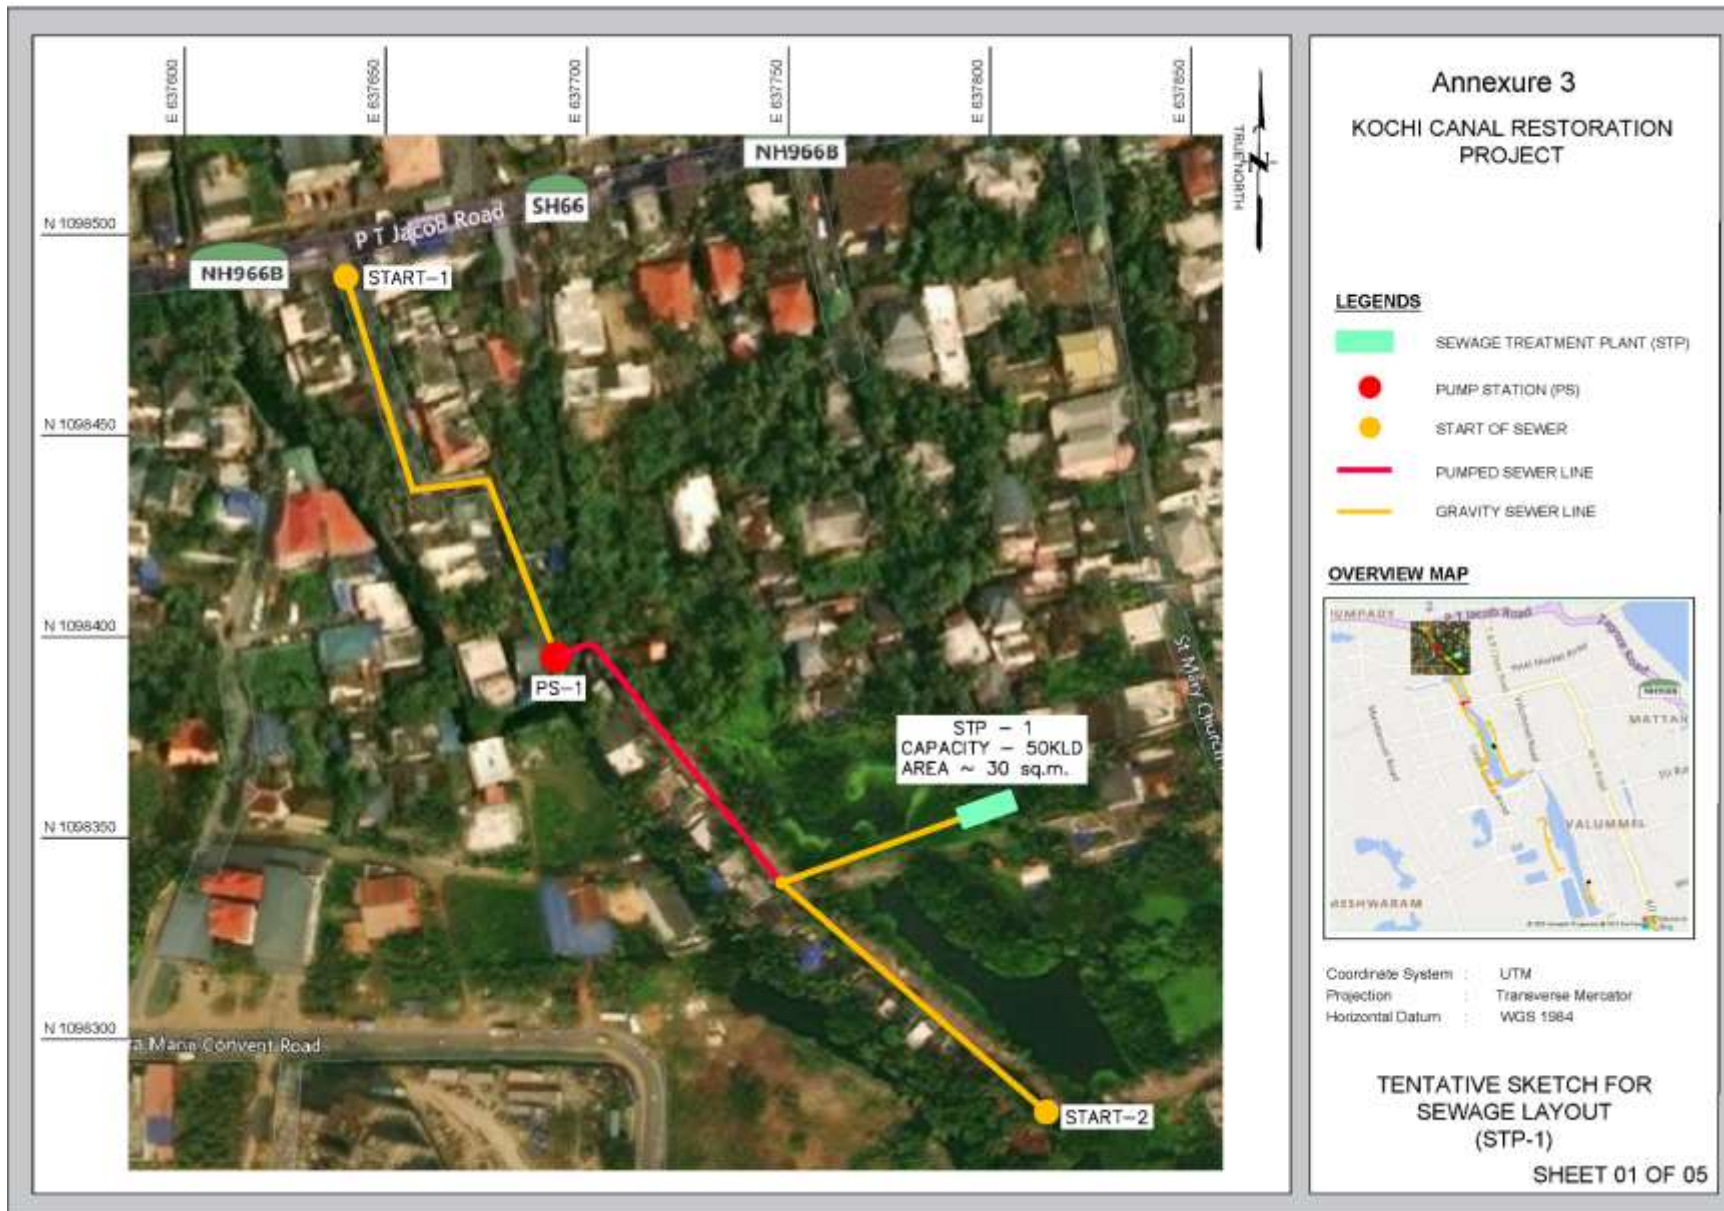 E 637600
E 637650
E 637700
E 637750
E 637800
E 637850
TRUE NORTH
N
N 1098500
N 1098450
N 1098400
N 1098350
N 1098300
NH966B
SH66
P T Jacob Road
NH966B
START-1
PS-1
St Mary Church
STP - 1
CAPACITY - 50KLD
AREA ~ 30 sq.m.
ra Maria Convent Road
START-2
Annexure 3
KOCHI CANAL RESTORATION
PROJECT
LEGENDS
SEWAGE TREATMENT PLANT (STP)
PUMP STATION (PS)
START OF SEWER
PUMPED SEWER LINE
GRAVITY SEWER LINE
OVERVIEW MAP
P T Jacob Road
Tagore Road
MATTAN
VALUMMEL
Coordinate System : UTM
Projection : Transverse Mercator
Horizontal Datum : WGS 1984
TENTATIVE SKETCH FOR
SEWAGE LAYOUT
(STP-1)
SHEET 01 OF 05